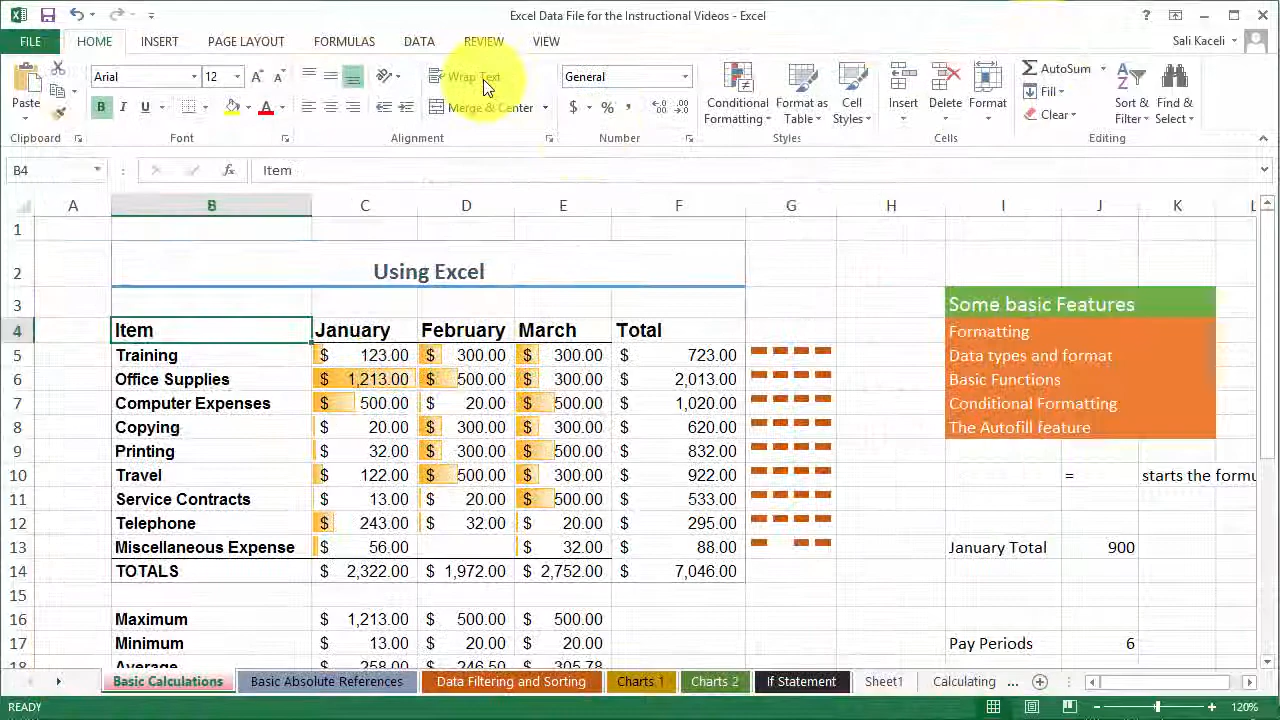 Excel Data File for the Instructional Videos - Excel
FILE HOME INSERT PAGE LAYOUT FORMULAS DATA REVIEW VIEW Sali Kaceli
Arial 12 Wrap Text General AutoSum
Paste B I U A Merge & Center $ % , Conditional Formatting Format as Table Cell Styles Insert Delete Format Fill Clear Sort & Filter Find & Select
Clipboard Font Alignment Number Styles Cells Editing
B4 fx Item
A B C D E F G H I J K L
1
2 Using Excel
3 Some basic Features
4 Item January February March Total Formatting
5 Training $ 123.00 $ 300.00 $ 300.00 $ 723.00 Data types and format
6 Office Supplies $ 1,213.00 $ 500.00 $ 300.00 $ 2,013.00 Basic Functions
7 Computer Expenses $ 500.00 $ 20.00 $ 500.00 $ 1,020.00 Conditional Formatting
8 Copying $ 20.00 $ 300.00 $ 300.00 $ 620.00 The Autofill feature
9 Printing $ 32.00 $ 300.00 $ 500.00 $ 832.00
10 Travel $ 122.00 $ 500.00 $ 300.00 $ 922.00 = starts the formu
11 Service Contracts $ 13.00 $ 20.00 $ 500.00 $ 533.00
12 Telephone $ 243.00 $ 32.00 $ 20.00 $ 295.00
13 Miscellaneous Expense $ 56.00 $ 32.00 $ 88.00 January Total 900
14 TOTALS $ 2,322.00 $ 1,972.00 $ 2,752.00 $ 7,046.00
15
16 Maximum $ 1,213.00 $ 500.00 $ 500.00
17 Minimum $ 13.00 $ 20.00 $ 20.00 Pay Periods 6
18 Average $ 258.00 $ 246.50 $ 305.78
Basic Calculations Basic Absolute References Data Filtering and Sorting Charts 1 Charts 2 If Statement Sheet1 Calculating ...
READY 120%